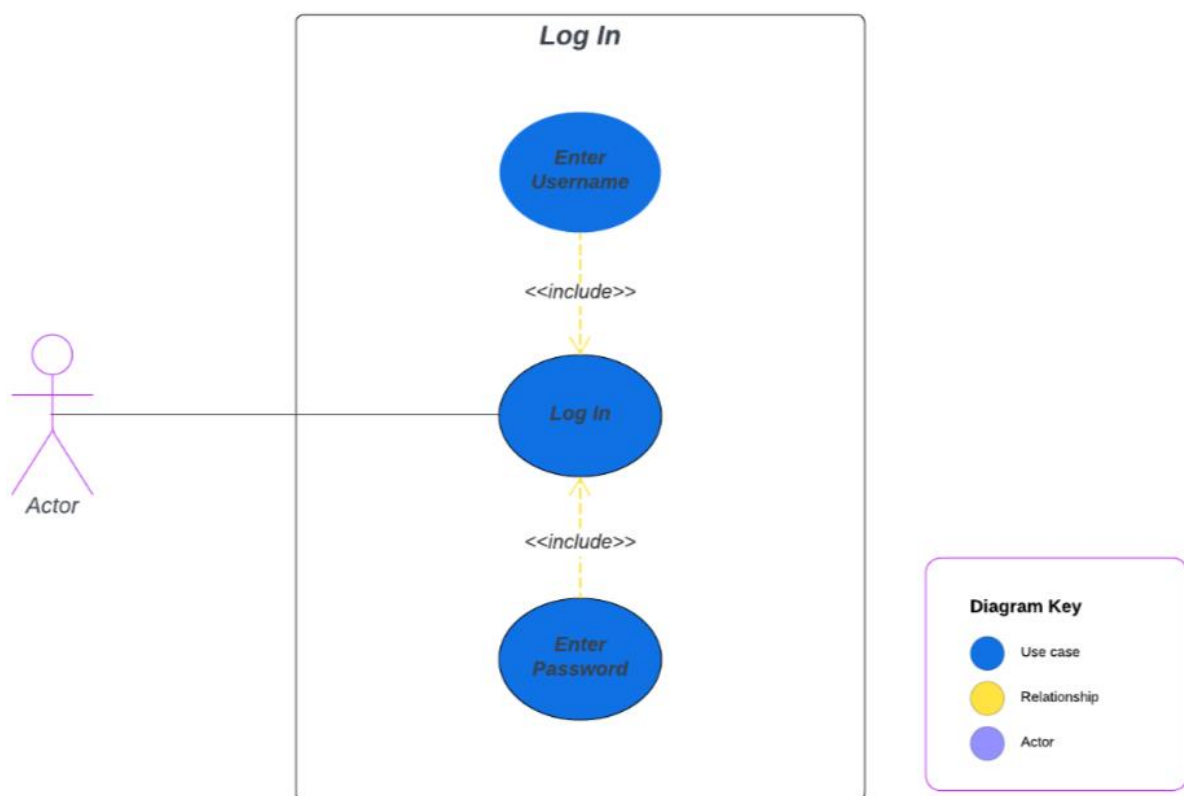 Log In
Enter
Username
<<include>>
Log In
Actor
<<include>>
Enter
Password
Diagram Key
Use case
Relationship
Actor